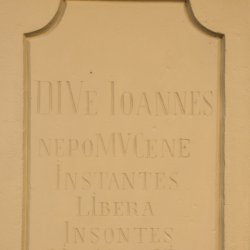 DIVE IOANNES
NEPOMVCENE
INSTANTES
LIBERA
INSONTES